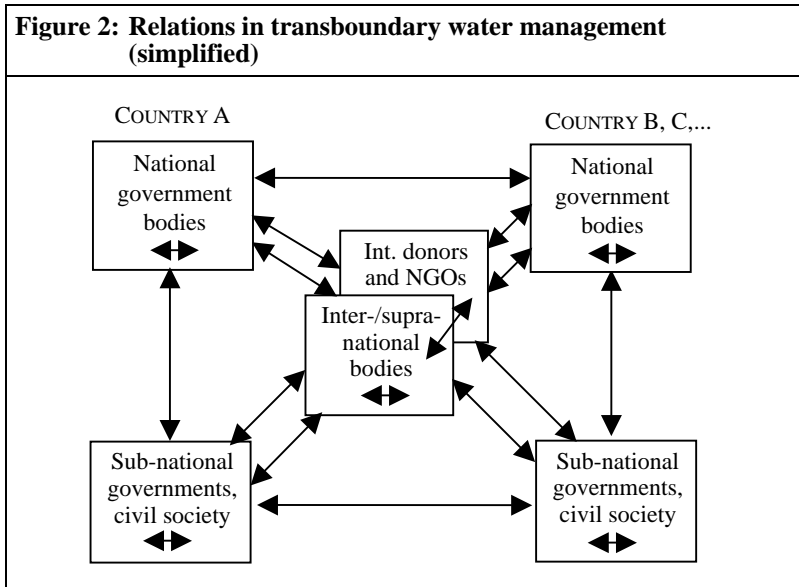 Figure 2: Relations in transboundary water management
(simplified)
COUNTRY A
COUNTRY B, C,...
National
government
bodies
National
government
bodies
Int. donors
and NGOs
Inter-/supra-
national
bodies
Sub-national
governments,
civil society
Sub-national
governments,
civil society